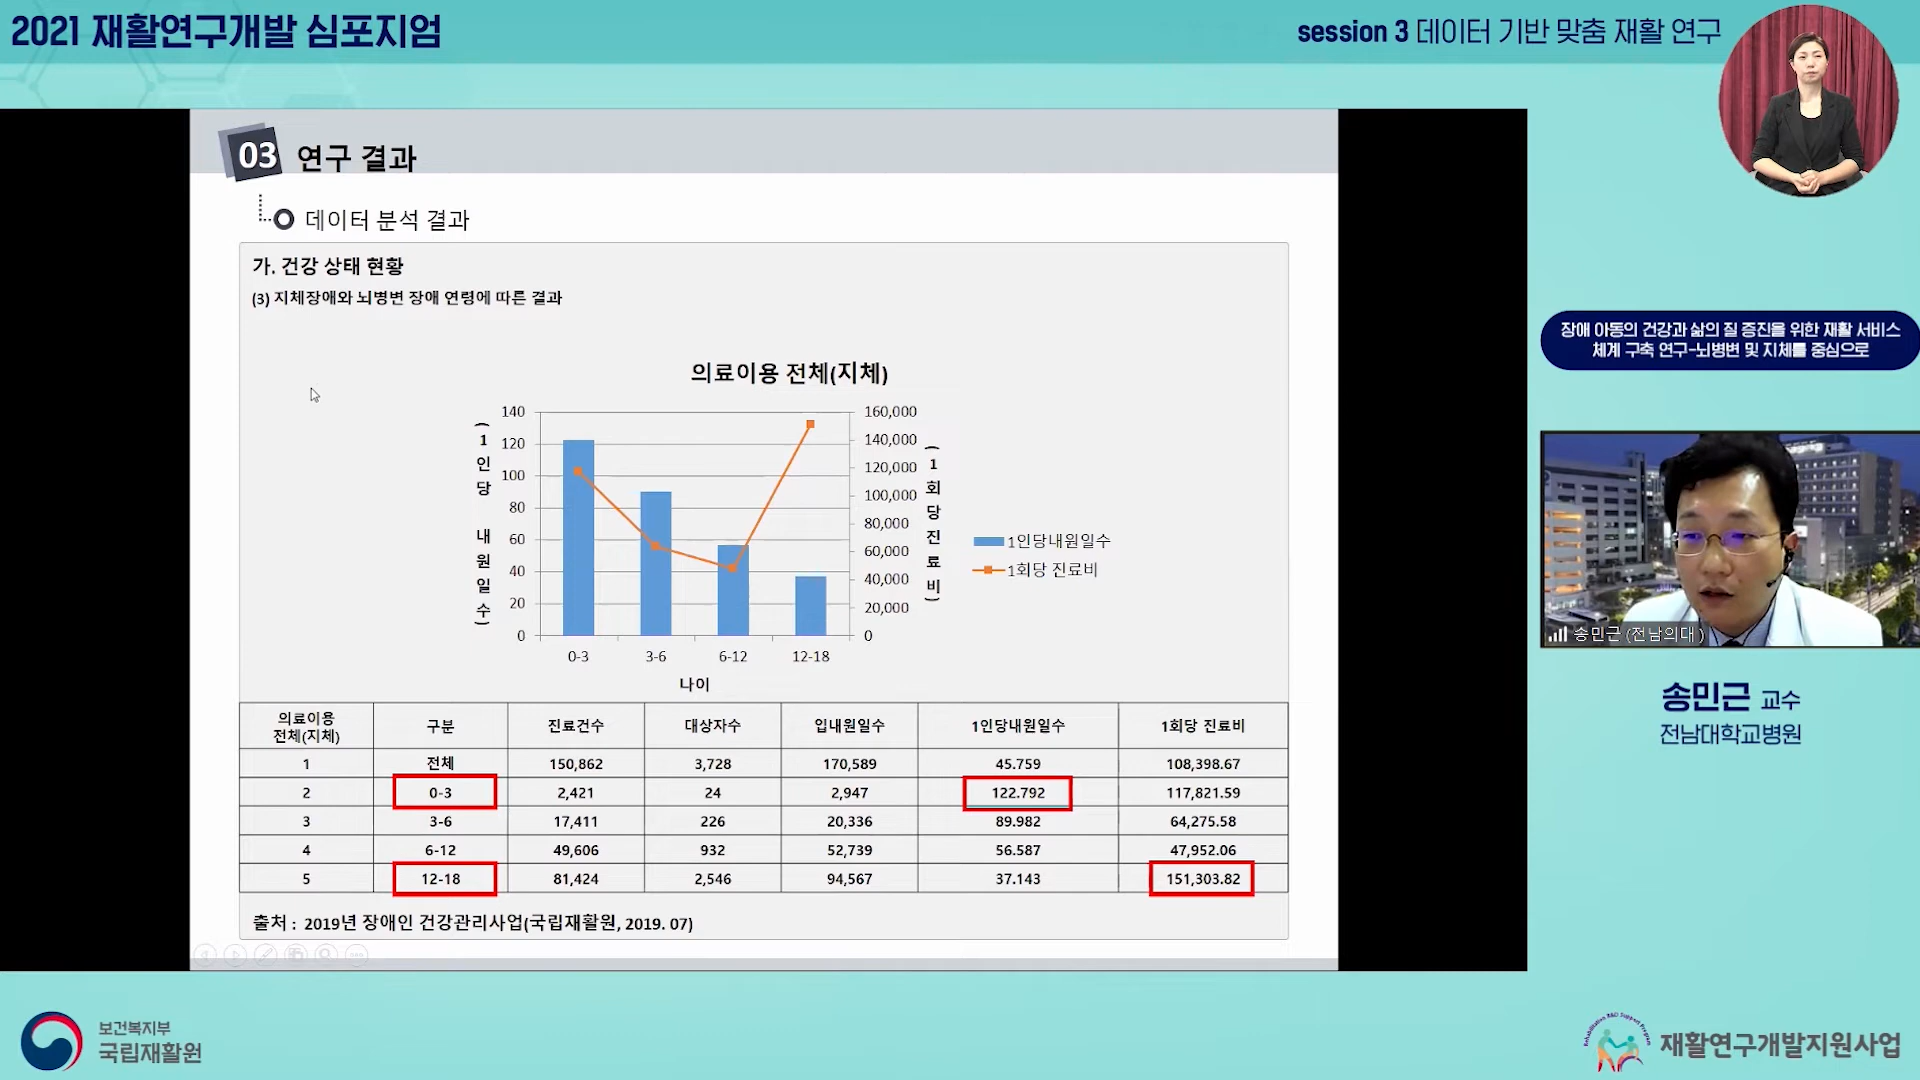 2021 재활연구개발 심포지엄
session 3 데이터 기반 맞춤 재활 연구
03 연구 결과
데이터 분석 결과
가. 건강 상태 현황
(3) 지체장애와 뇌병변 장애 연령에 따른 결과
의료이용 전체(지체)
(1인당 내원일수)
140
120
100
80
60
40
20
0
160,000
140,000
120,000
100,000
80,000
60,000
40,000
20,000
0
(1회당진료비)
1인당내원일수
1회당 진료비
0-3 3-6 6-12 12-18
나이
의료이용 전체(지체) 구분 진료건수 대상자수 입내원일수 1인당내원일수 1회당 진료비
1 전체 150,862 3,728 170,589 45.759 108,398.67
2 0-3 2,421 24 2,947 122.792 117,821.59
3 3-6 17,411 226 20,336 89.982 64,275.58
4 6-12 49,606 932 52,739 56.587 47,952.06
5 12-18 81,424 2,546 94,567 37.143 151,303.82
출처 : 2019년 장애인 건강관리사업(국립재활원, 2019. 07)
장애 아동의 건강과 삶의 질 증진을 위한 재활 서비스
체계 구축 연구-뇌병변 및 지체를 중심으로
송민근 (전남의대)
송민근 교수
전남대학교병원
보건복지부
국립재활원
Rehabilitation R&D Support Program
재활연구개발지원사업